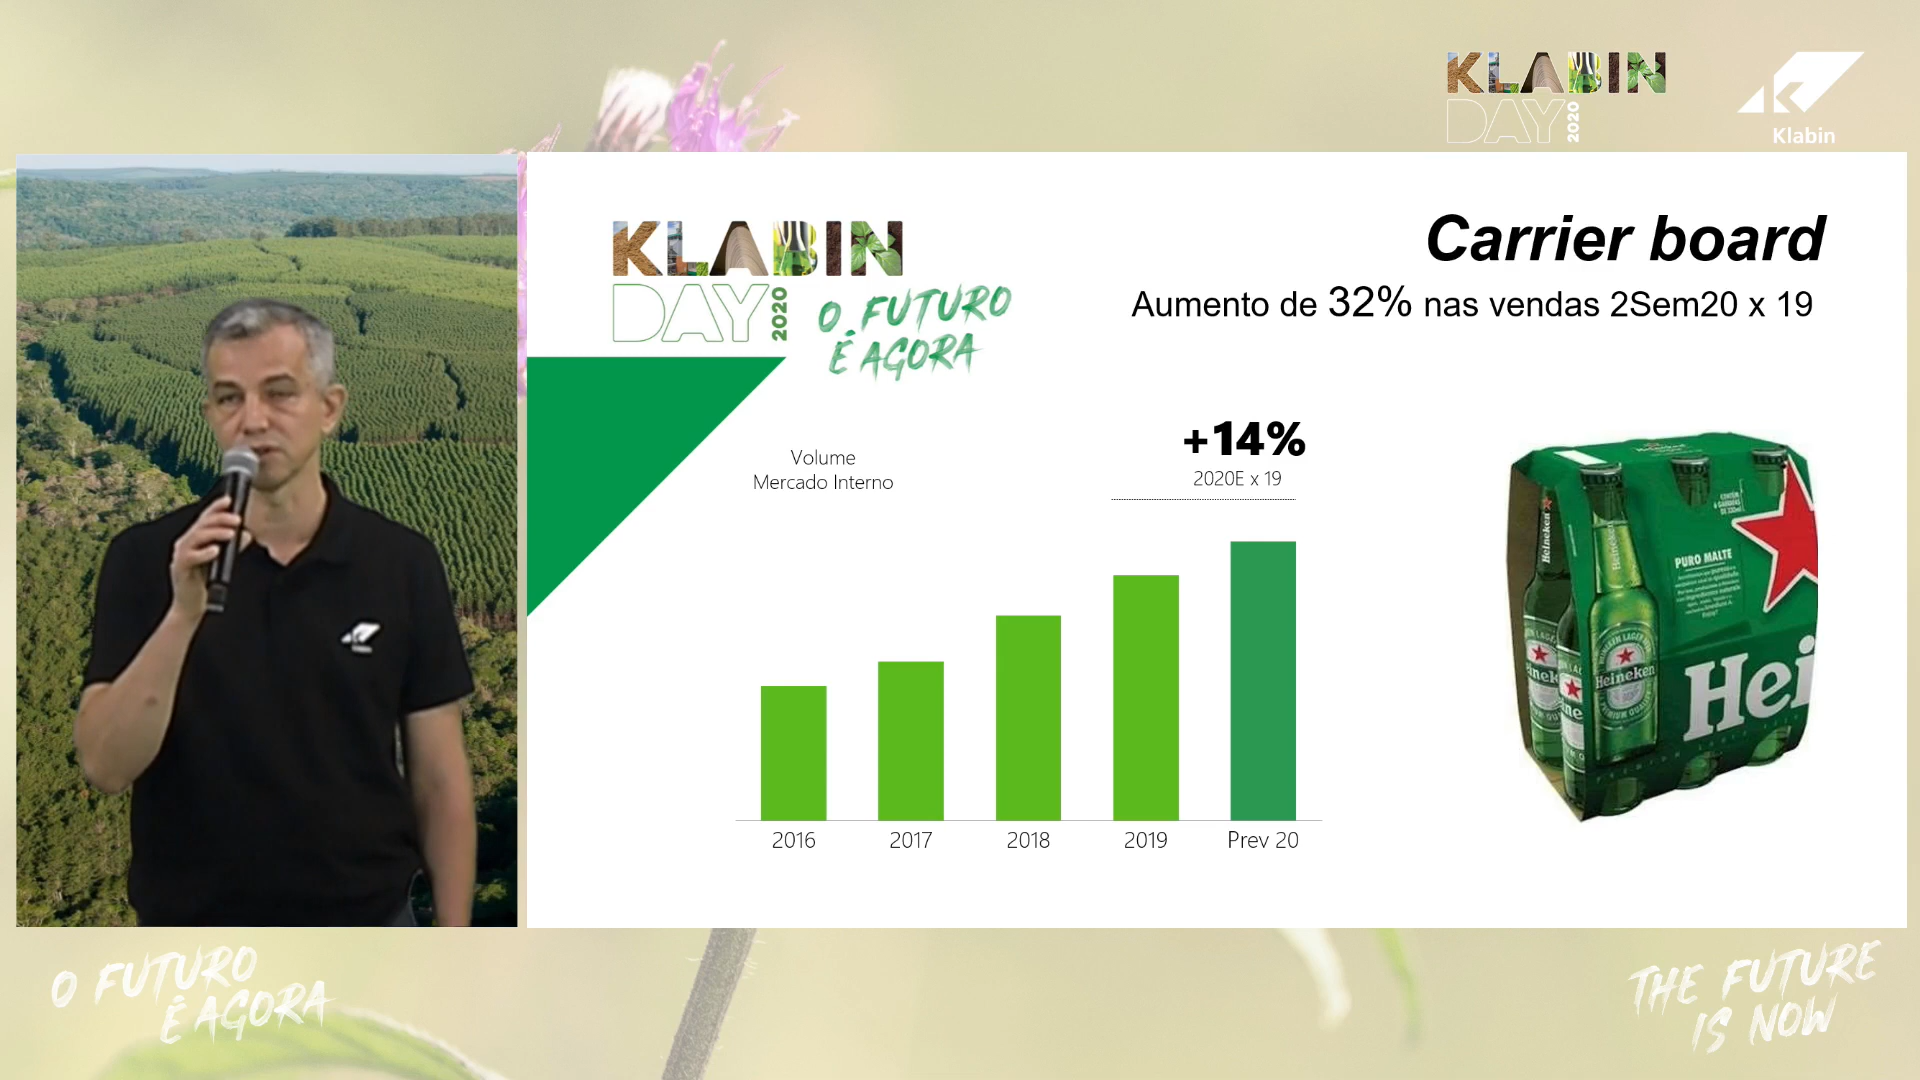 KLABIN
DAY 2020
Klabin
KLABIN
DAY 2020
O FUTURO
É AGORA
Carrier board
Aumento de 32% nas vendas 2Sem20 x 19
Volume
Mercado Interno
+14%
2020E x 19
2016
2017
2018
2019
Prev 20
PURO MALTE
Heineken
Heineken
Heineken
Hei
O FUTURO
É AGORA
THE FUTURE
IS NOW